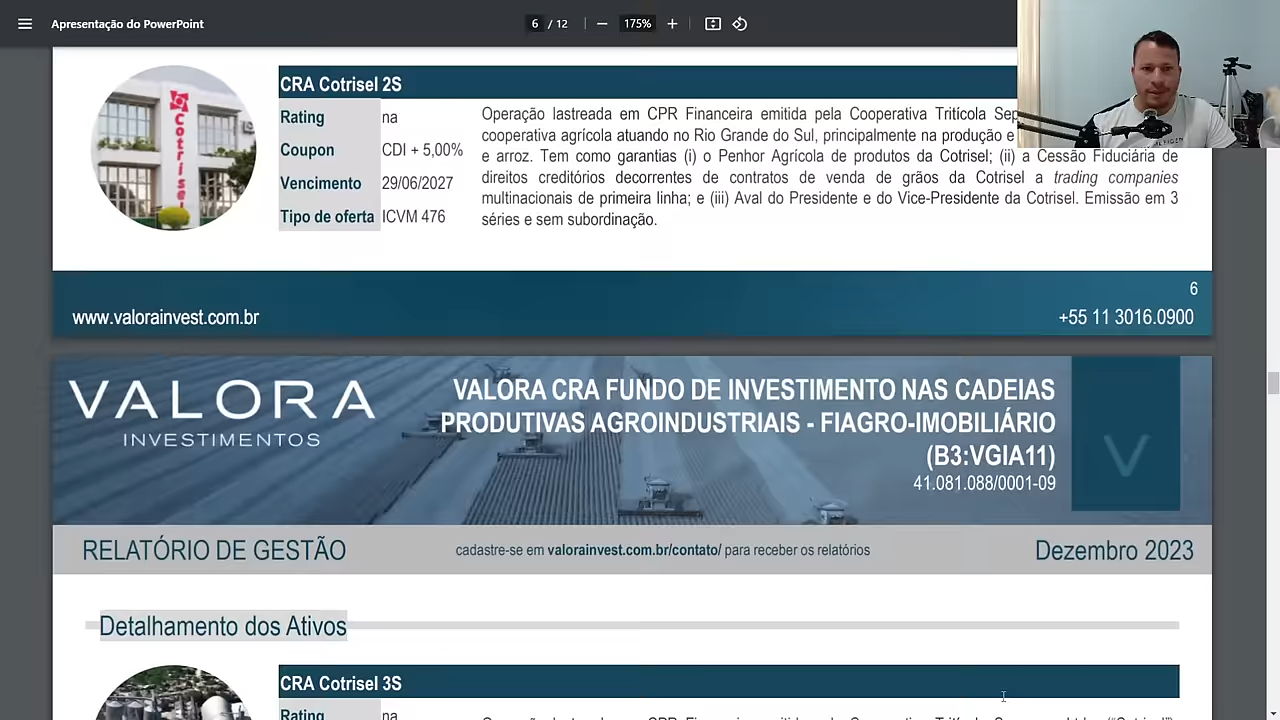 Apresentação do PowerPoint
6 / 12
175%
CRA Cotrisel 2S
Cotrisel
Rating na
Coupon CDI + 5,00%
Vencimento 29/06/2027
Tipo de oferta ICVM 476
Operação lastreada em CPR Financeira emitida pela Cooperativa Tritícola
cooperativa agrícola atuando no Rio Grande do Sul, principalmente na produção e
e arroz. Tem como garantias (i) o Penhor Agrícola de produtos da Cotrisel; (ii) a Cessão Fiduciária de
direitos creditórios decorrentes de contratos de venda de grãos da Cotrisel a trading companies
multinacionais de primeira linha; e (iii) Aval do Presidente e do Vice-Presidente da Cotrisel. Emissão em 3
séries e sem subordinação.
6
www.valorainvest.com.br
+55 11 3016.0900
VALORA
INVESTIMENTOS
VALORA CRA FUNDO DE INVESTIMENTO NAS CADEIAS
PRODUTIVAS AGROINDUSTRIAIS - FIAGRO-IMOBILIÁRIO
(B3:VGIA11)
41.081.088/0001-09
V
RELATÓRIO DE GESTÃO
cadastre-se em valorainvest.com.br/contato/ para receber os relatórios
Dezembro 2023
Detalhamento dos Ativos
CRA Cotrisel 3S
Rating na